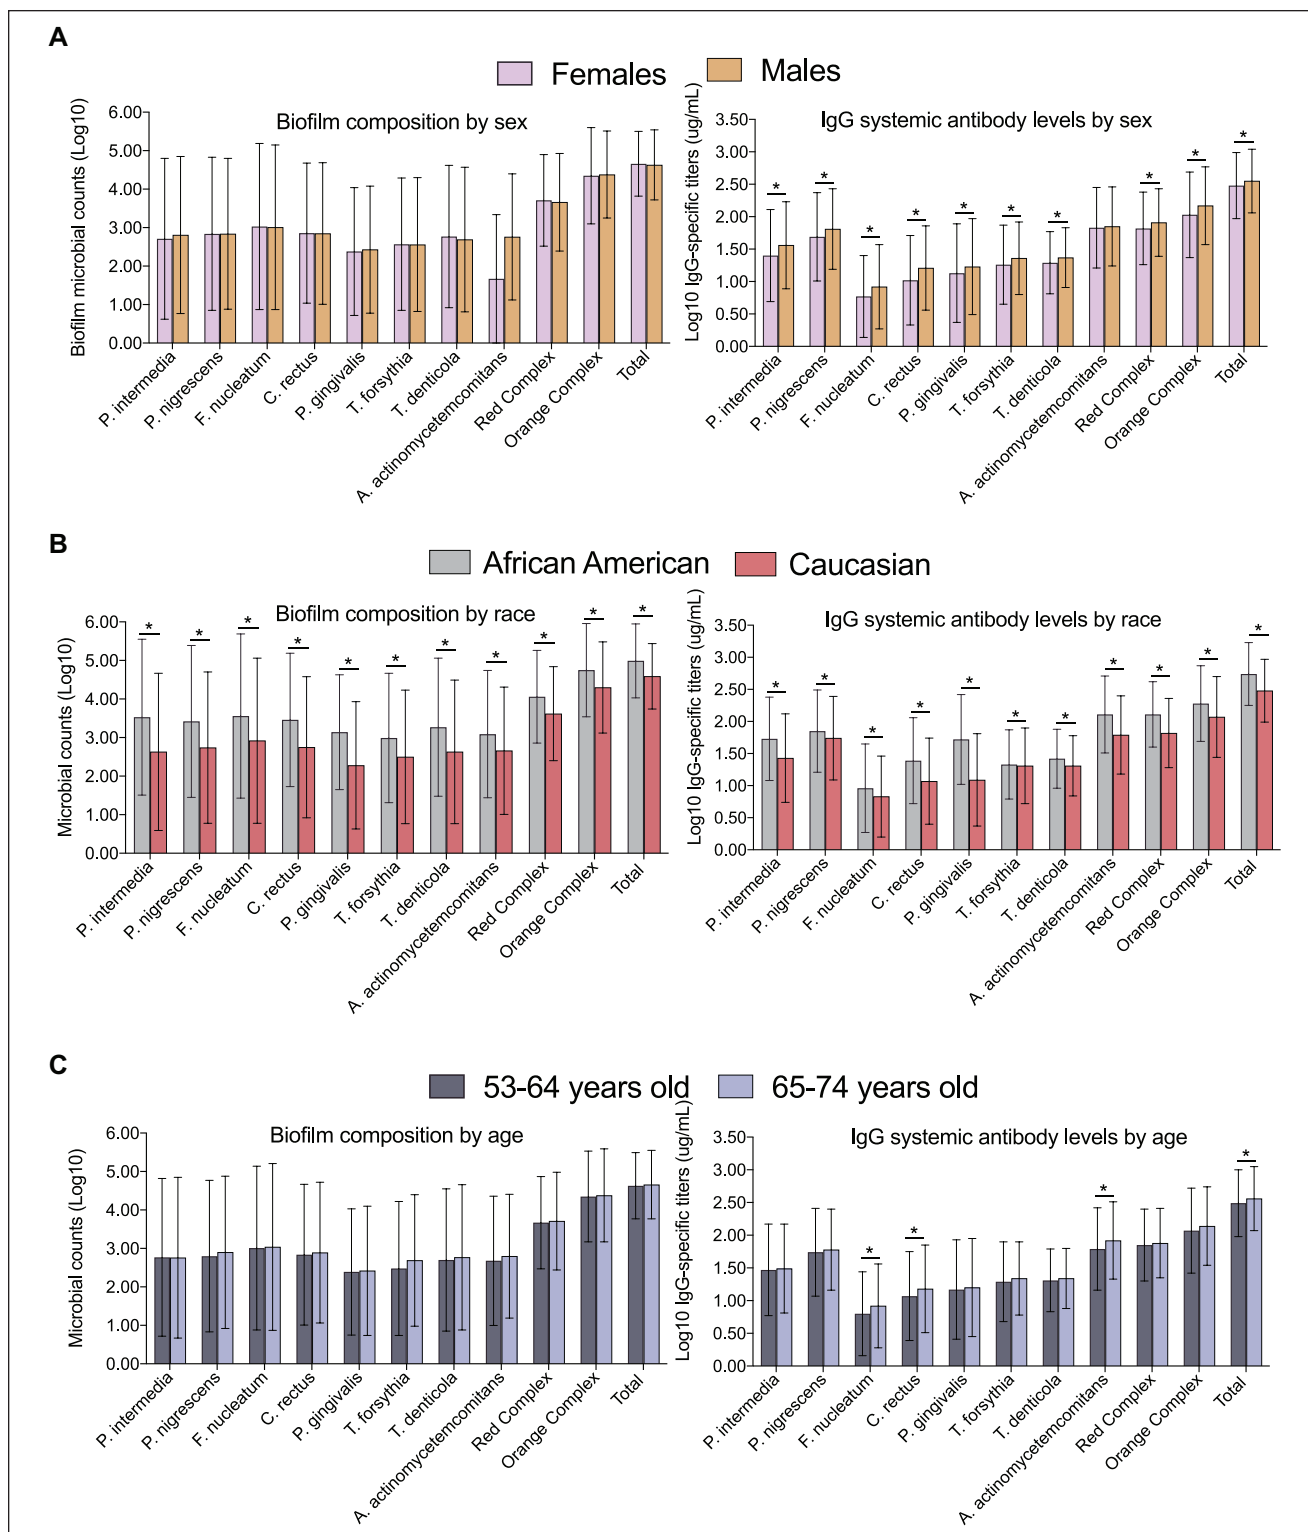 A
Females Males
Biofilm composition by sex
Biofilm microbial counts (Log10)
6.00
5.00
4.00
3.00
2.00
1.00
0.00
P. intermedia
P. nigrescens
F. nucleatum
C. rectus
P. gingivalis
T. forsythia
T. denticola
A. actinomycetemcomitans
Red Complex
Orange Complex
Total
IgG systemic antibody levels by sex
Log10 IgG-specific titers (ug/mL)
3.50
3.00
2.50
2.00
1.50
1.00
0.50
0.00
* * * * * * * * * *
P. intermedia
P. nigrescens
F. nucleatum
C. rectus
P. gingivalis
T. forsythia
T. denticola
A. actinomycetemcomitans
Red Complex
Orange Complex
Total
B
African American Caucasian
Biofilm composition by race
Microbial counts (Log10)
6.00
5.00
4.00
3.00
2.00
1.00
0.00
* * * * * * * * * * *
P. intermedia
P. nigrescens
F. nucleatum
C. rectus
P. gingivalis
T. forsythia
T. denticola
A. actinomycetemcomitans
Red Complex
Orange Complex
Total
IgG systemic antibody levels by race
Log10 IgG-specific titers (ug/mL)
3.50
3.00
2.50
2.00
1.50
1.00
0.50
0.00
* * * * * * * * * * *
P. intermedia
P. nigrescens
F. nucleatum
C. rectus
P. gingivalis
T. forsythia
T. denticola
A. actinomycetemcomitans
Red Complex
Orange Complex
Total
C
53-64 years old 65-74 years old
Biofilm composition by age
Microbial counts (Log10)
6.00
5.00
4.00
3.00
2.00
1.00
0.00
P. intermedia
P. nigrescens
F. nucleatum
C. rectus
P. gingivalis
T. forsythia
T. denticola
A. actinomycetemcomitans
Red Complex
Orange Complex
Total
IgG systemic antibody levels by age
Log10 IgG-specific titers (ug/mL)
3.50
3.00
2.50
2.00
1.50
1.00
0.50
0.00
* * * *
P. intermedia
P. nigrescens
F. nucleatum
C. rectus
P. gingivalis
T. forsythia
T. denticola
A. actinomycetemcomitans
Red Complex
Orange Complex
Total